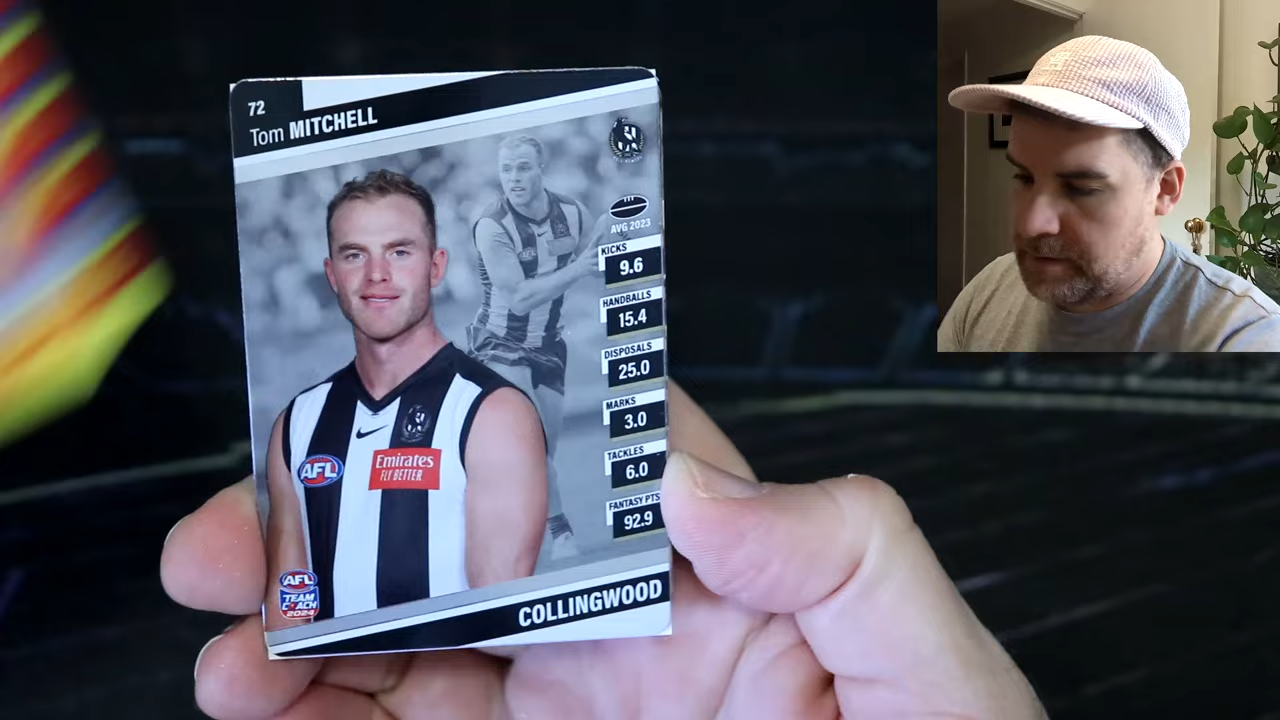 72
Tom MITCHELL
AVG 2023
KICKS
9.6
HANDBALLS
15.4
DISPOSALS
25.0
MARKS
3.0
TACKLES
6.0
FANTASY PTS
92.9
AFL
Emirates
FLY BETTER
AFL
TEAM
COACH
2024
COLLINGWOOD